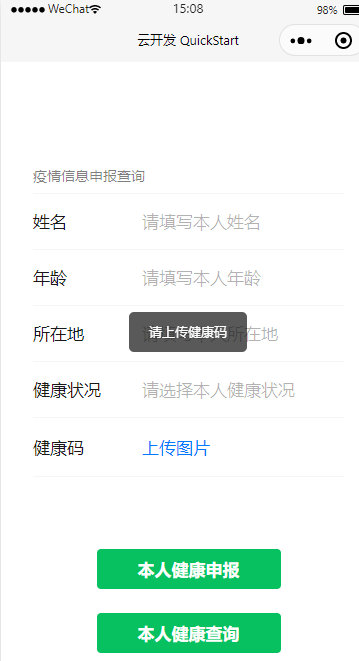 WeChat 15:08 98%
云开发 QuickStart
疫情信息申报查询
姓名 请填写本人姓名
年龄 请填写本人年龄
所在地 所在地
请上传健康码
健康状况 请选择本人健康状况
健康码 上传图片
本人健康申报
本人健康查询